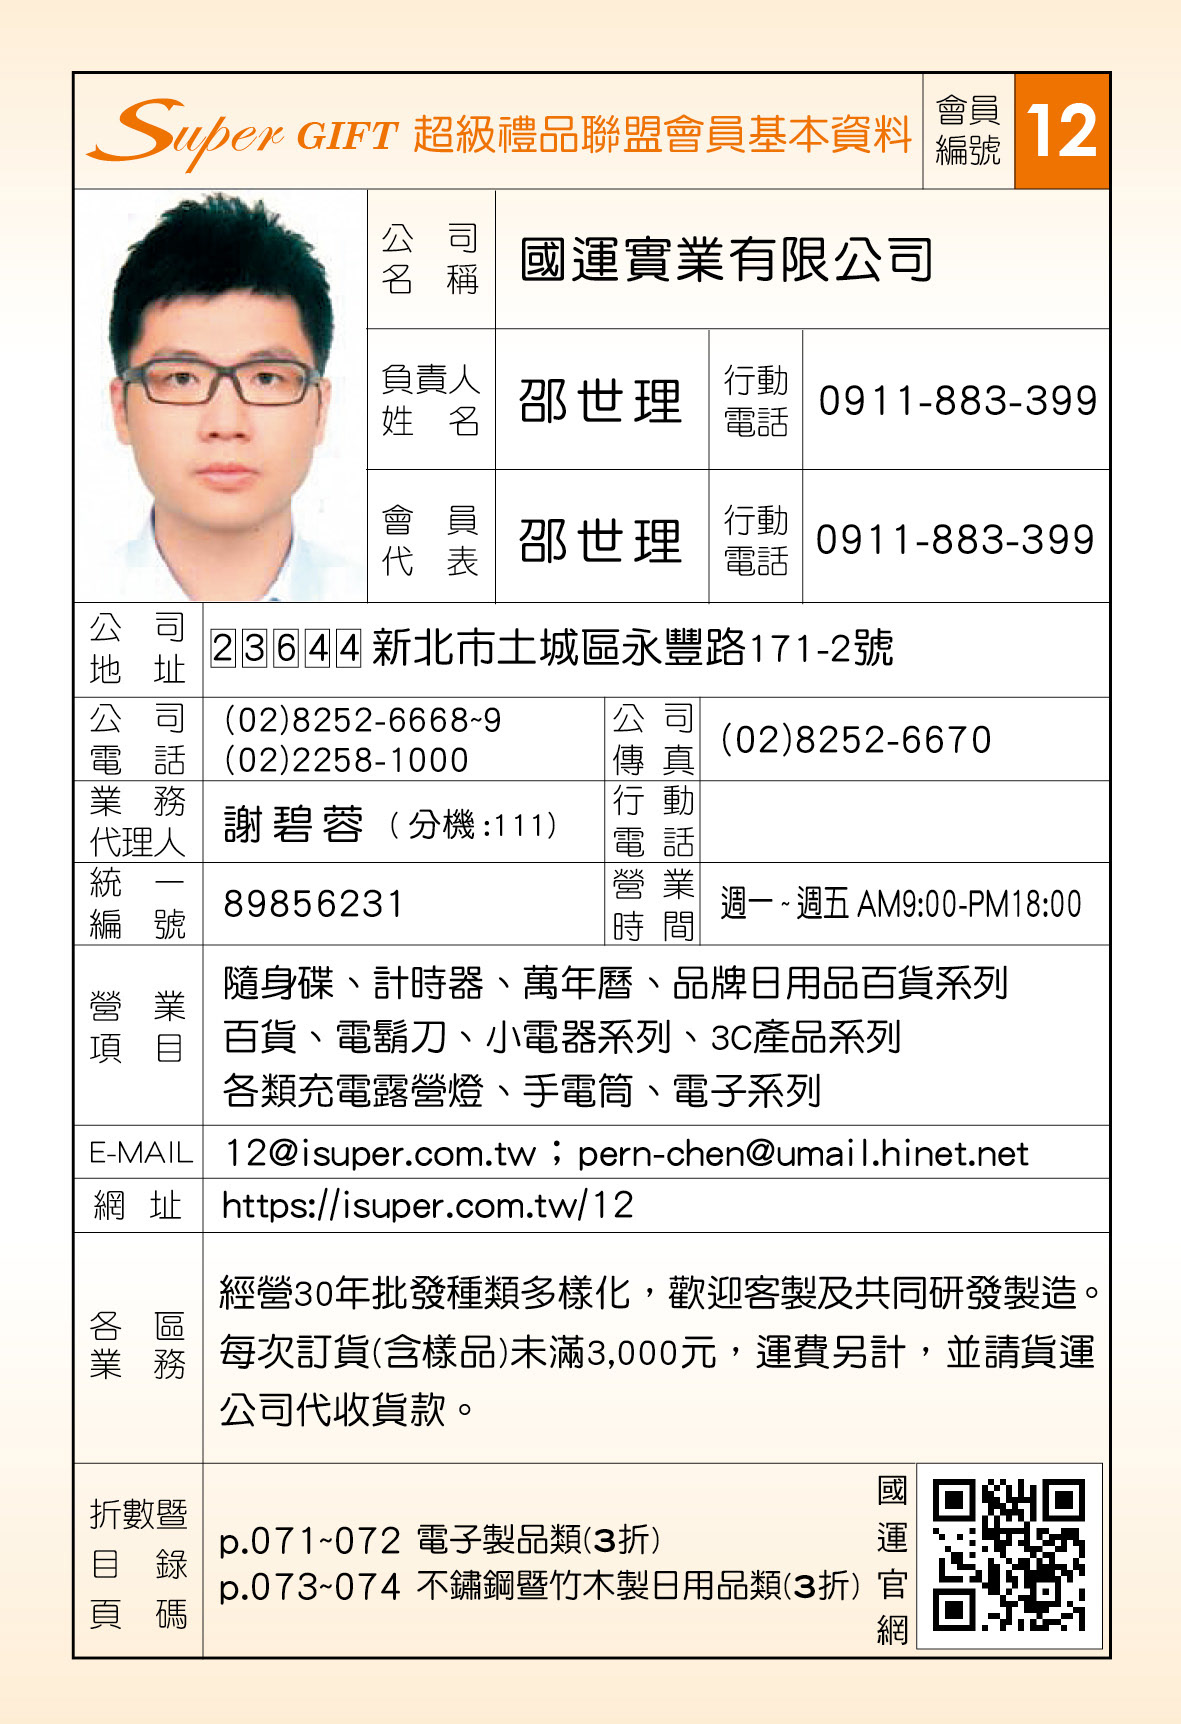 Super GIFT 超級禮品聯盟會員基本資料
會員編號 12
公司名稱 國運實業有限公司
負責人姓名 邵世理 行動電話 0911-883-399
會員代表 邵世理 行動電話 0911-883-399
公司地址 23644 新北市土城區永豐路171-2號
公司電話 (02)8252-6668~9
(02)2258-1000
公司傳真 (02)8252-6670
業務代理人 謝碧蓉 (分機:111)
行動電話
統一編號 89856231
營業時間 週一~週五 AM9:00-PM18:00
營業項目
隨身碟、計時器、萬年曆、品牌日用品百貨系列
百貨、電鬍刀、小電器系列、3C產品系列
各類充電露營燈、手電筒、電子系列
E-MAIL 12@isuper.com.tw；pern-chen@umail.hinet.net
網址 https://isuper.com.tw/12
各區業務
經營30年批發種類多樣化，歡迎客製及共同研發製造。
每次訂貨(含樣品)未滿3,000元，運費另計，並請貨運
公司代收貨款。
折數暨目錄頁碼
p.071~072 電子製品類(3折)
p.073~074 不鏽鋼暨竹木製日用品類(3折)
國運官網